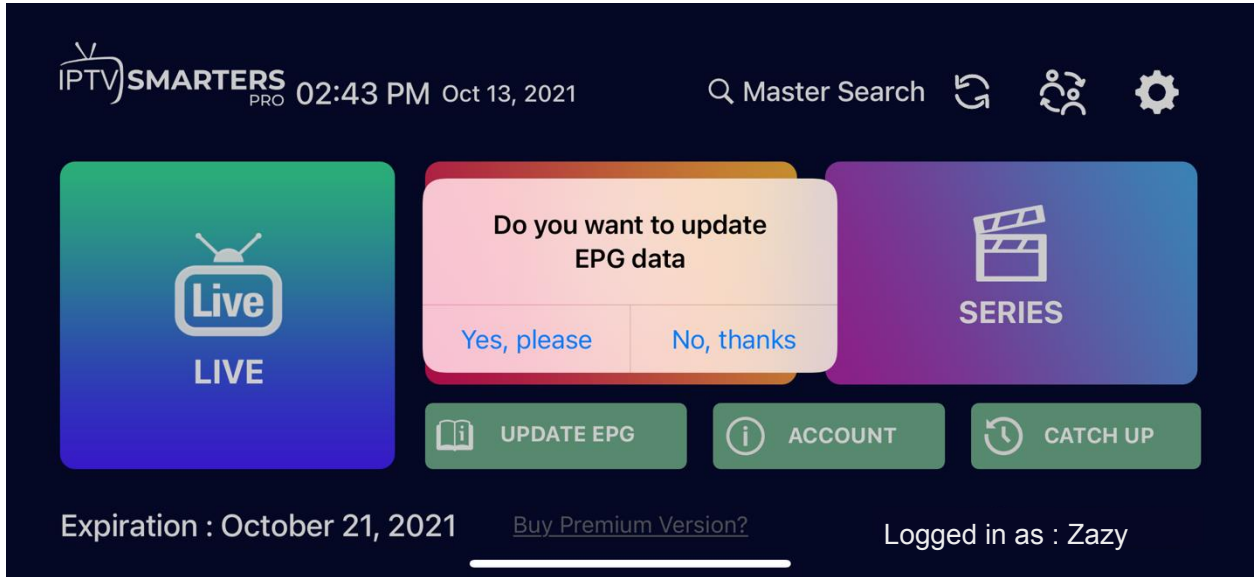 IPTV SMARTERS
PRO
02:43 PM Oct 13, 2021
Master Search
Do you want to update
EPG data
Yes, please
No, thanks
Live
LIVE
SERIES
UPDATE EPG
ACCOUNT
CATCH UP
Expiration : October 21, 2021
Buy Premium Version?
Logged in as : Zazy